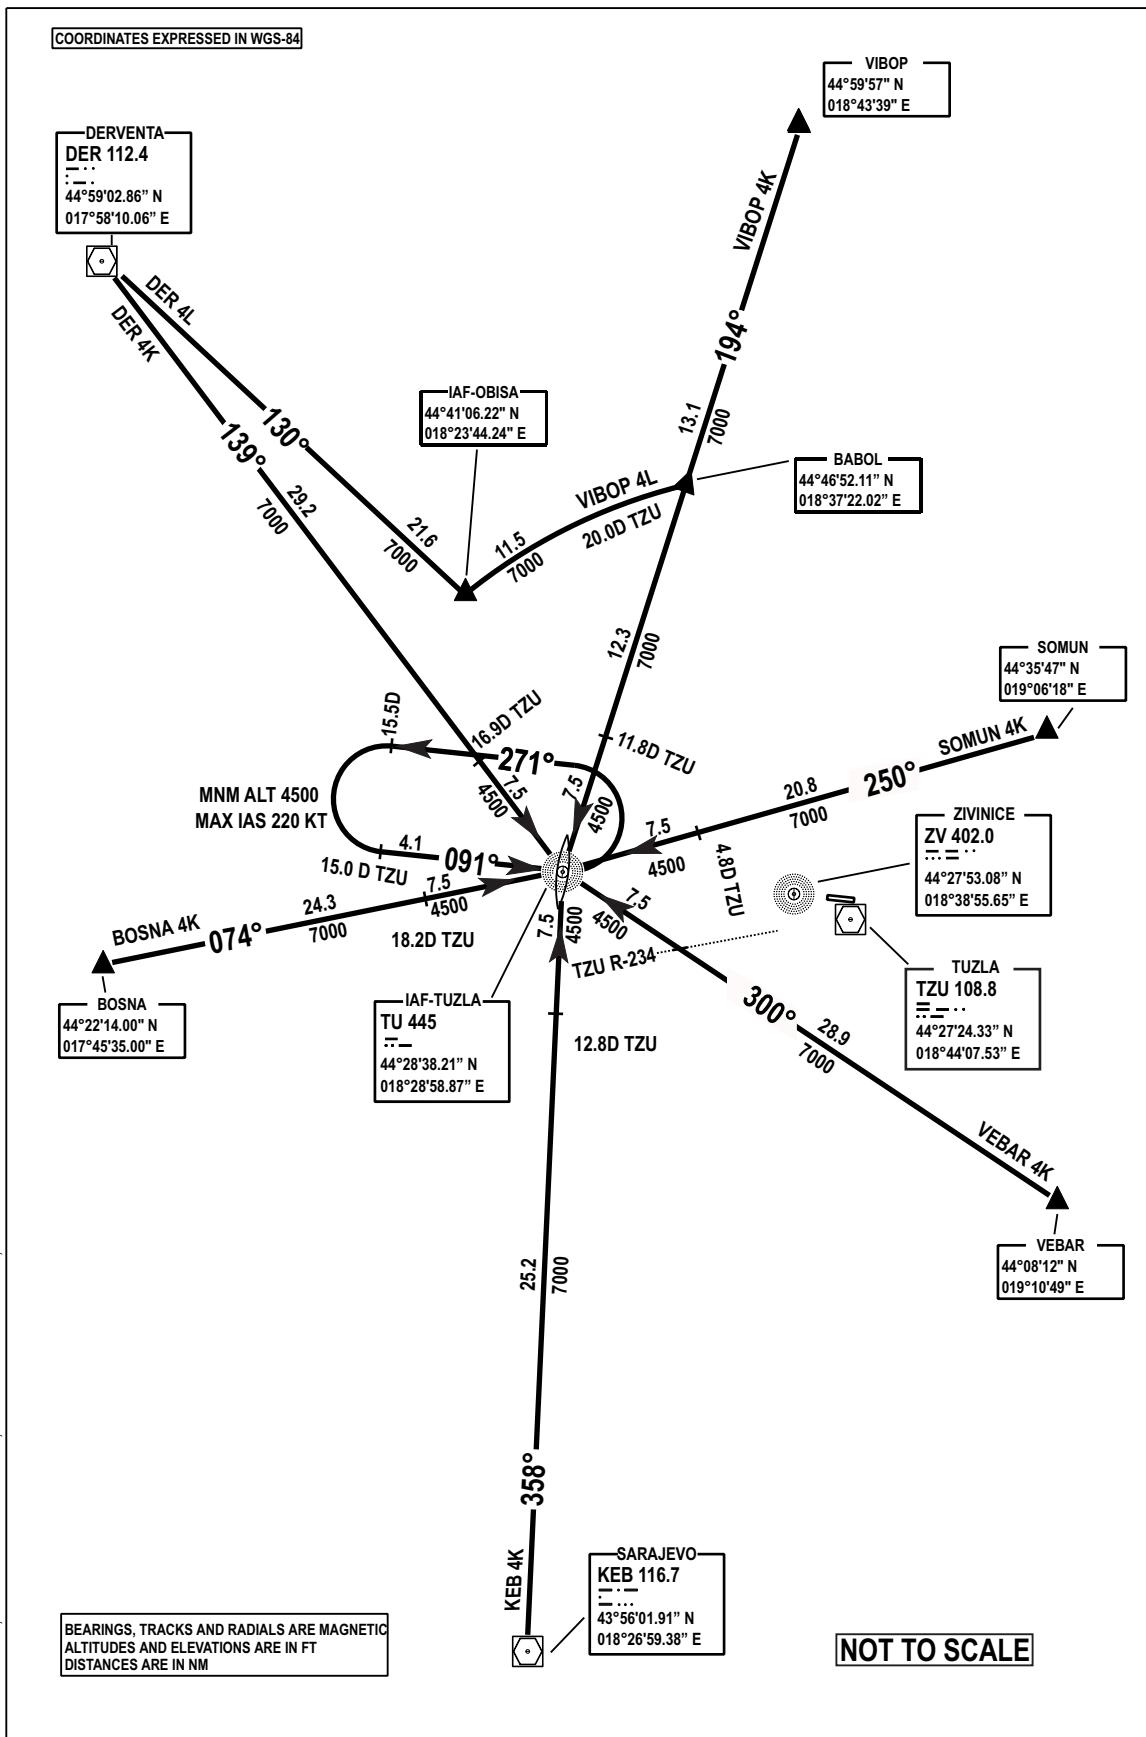 COORDINATES EXPRESSED IN WGS-84
VIBOP
44°59'57" N
018°43'39" E
DERVENTA
DER 112.4
44°59'02.86” N
017°58'10.06” E
VIBOP 4K
194°
13.1
7000
DER 4L
DER 4K
130°
139°
29.2
7000
21.6
7000
IAF-OBISA
44°41'06.22" N
018°23'44.24” E
VIBOP 4L
20.0D TZU
11.5
7000
BABOL
44°46'52.11” N
018°37'22.02” E
12.3
7000
SOMUN
44°35'47" N
019°06'18" E
SOMUN 4K
250°
20.8
7000
15.5D
16.9D TZU
271°
11.8D TZU
7.5
4500
7.5
4500
MNM ALT 4500
MAX IAS 220 KT
7.5
4500
4.8D TZU
ZIVINICE
ZV 402.0
44°27'53.08” N
018°38'55.65” E
4.1
091°
15.0 D TZU
7.5
4500
24.3
7000
BOSNA 4K
074°
18.2D TZU
7.5
4500
7.5
4500
TZU R-234
BOSNA
44°22'14.00" N
017°45'35.00” E
IAF-TUZLA
TU 445
44°28'38.21” N
018°28'58.87” E
12.8D TZU
300°
28.9
7000
TUZLA
TZU 108.8
44°27'24.33” N
018°44'07.53” E
VEBAR 4K
VEBAR
44°08'12" N
019°10'49" E
25.2
7000
358°
KEB 4K
SARAJEVO
KEB 116.7
43°56'01.91” N
018°26'59.38” E
BEARINGS, TRACKS AND RADIALS ARE MAGNETIC
ALTITUDES AND ELEVATIONS ARE IN FT
DISTANCES ARE IN NM
NOT TO SCALE